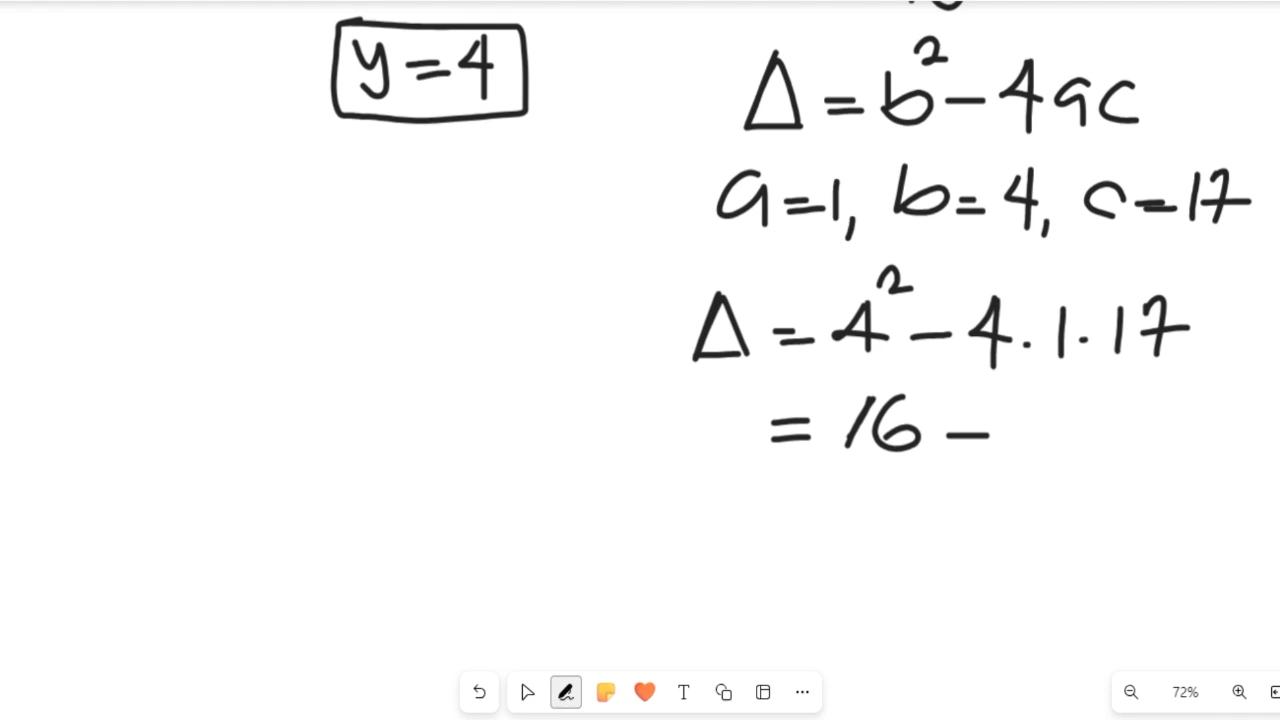 y=4
Δ = b² - 4ac
a=1, b=4, c=17
Δ = 4² - 4.1.17
= 16 -
T
72%